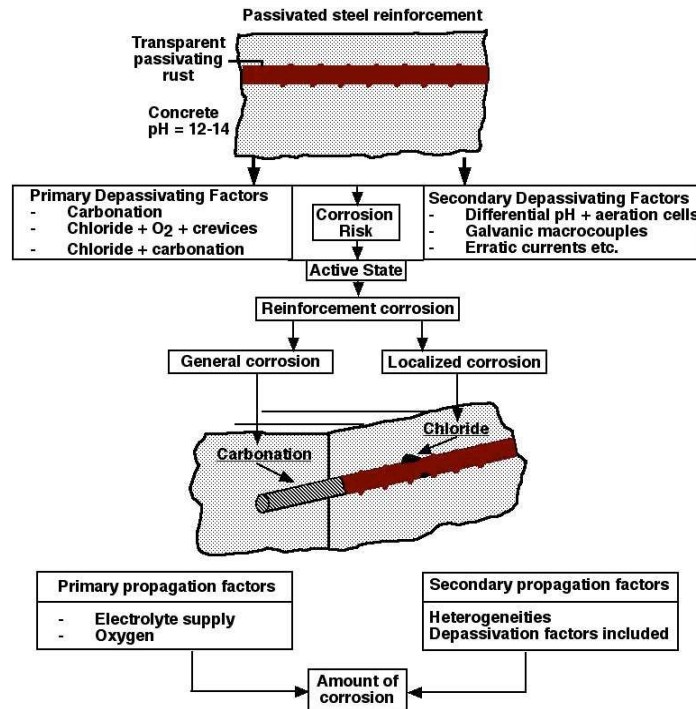 Passivated steel reinforcement
Transparent
passivating
rust
Concrete
pH = 12-14
Primary Depassivating Factors
- Carbonation
- Chloride + O2 + crevices
- Chloride + carbonation
Corrosion
Risk
Secondary Depassivating Factors
- Differential pH + aeration cells
- Galvanic macrocouples
- Erratic currents etc.
Active State
Reinforcement corrosion
General corrosion
Localized corrosion
Chloride
Carbonation
Primary propagation factors
- Electrolyte supply
- Oxygen
Secondary propagation factors
Heterogeneities
Depassivation factors included
Amount of
corrosion